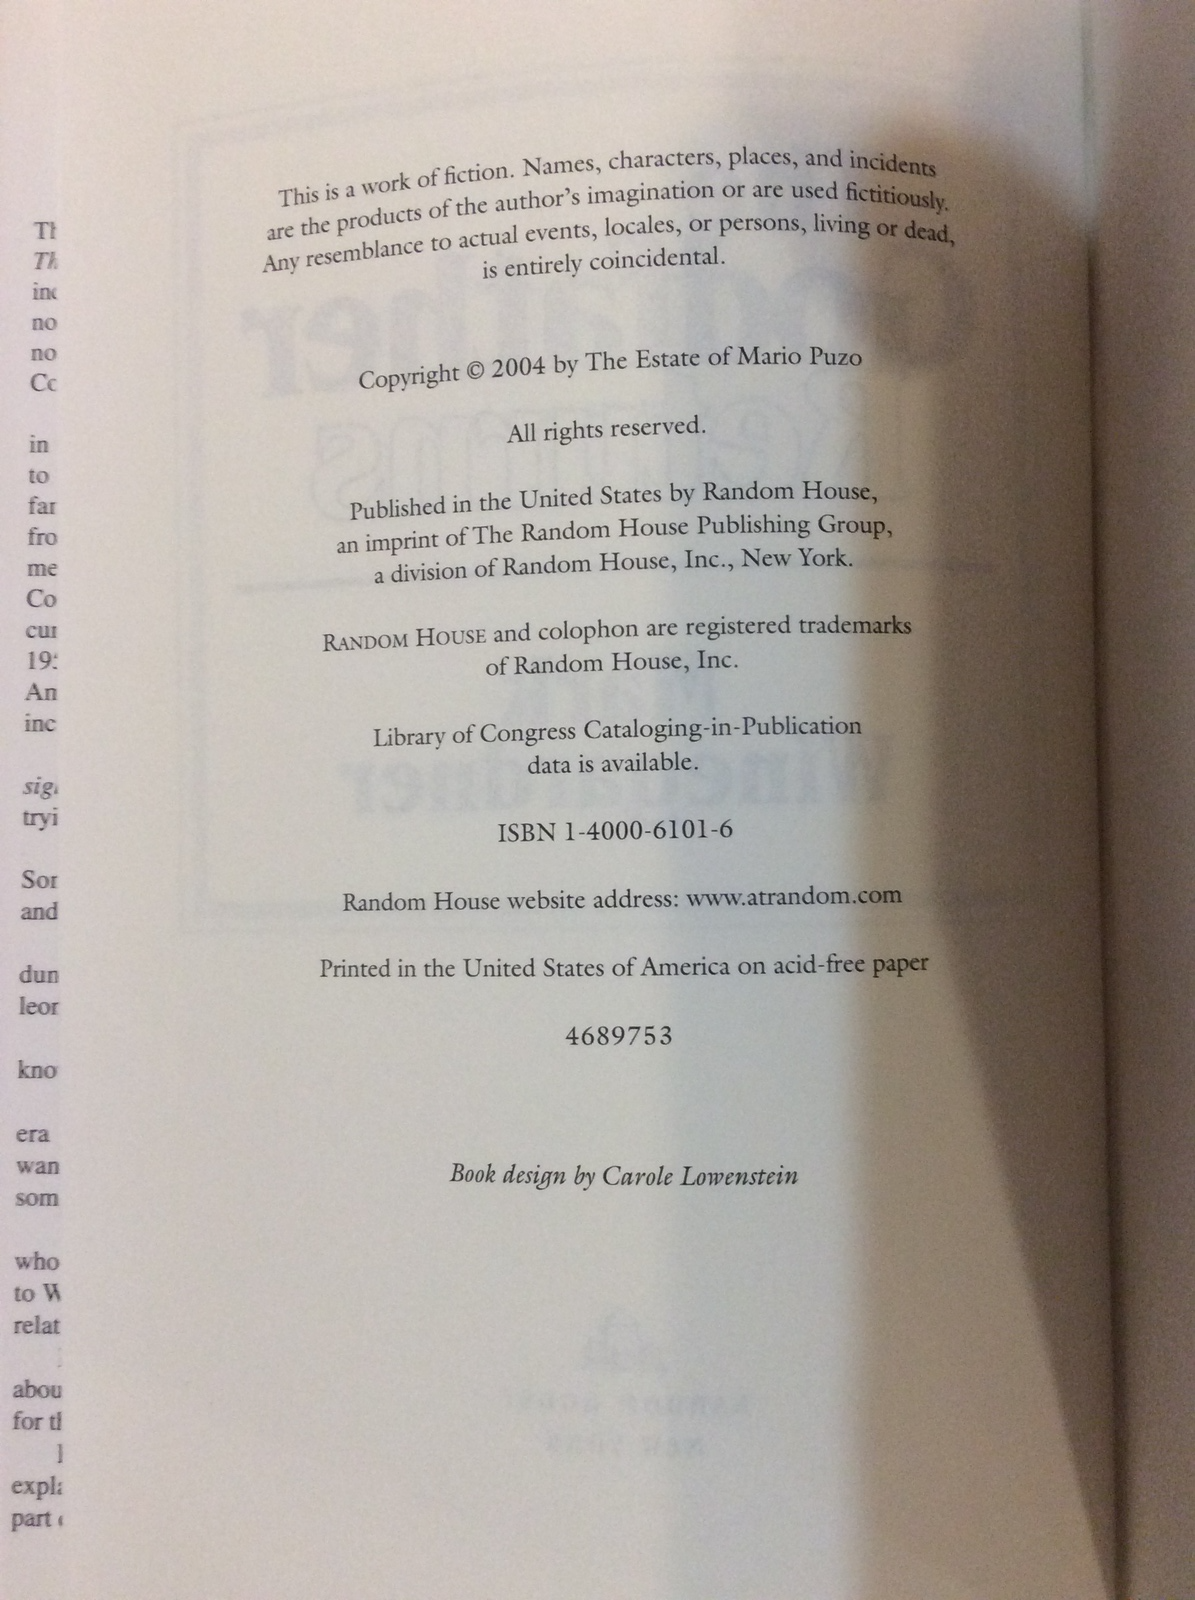 This is a work of fiction. Names, characters, places, and incidents
are the products of the author's imagination or are used fictitiously.
Any resemblance to actual events, locales, or persons, living or dead,
is entirely coincidental.
Copyright © 2004 by The Estate of Mario Puzo
All rights reserved.
Published in the United States by Random House,
an imprint of The Random House Publishing Group,
a division of Random House, Inc., New York.
RANDOM HOUSE and colophon are registered trademarks
of Random House, Inc.
Library of Congress Cataloging-in-Publication
data is available.
ISBN 1-4000-6101-6
Random House website address: www.atrandom.com
Printed in the United States of America on acid-free paper
4689753
Book design by Carole Lowenstein